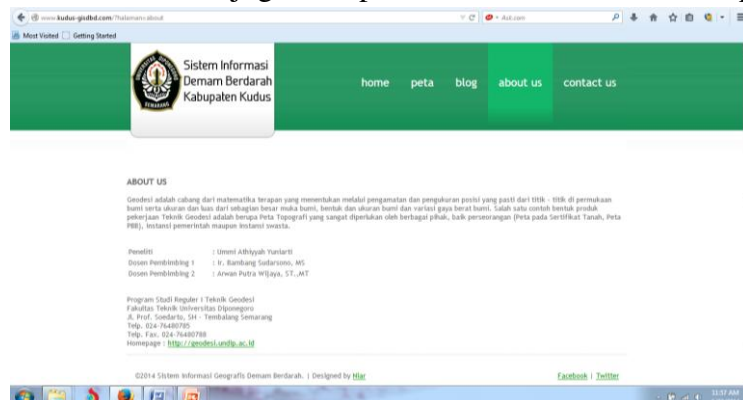 www.kudus-gisdbd.com/?halaman=about
Ask.com
Most Visited
Getting Started
Sistem Informasi
Demam Berdarah
Kabupaten Kudus
home
peta
blog
about us
contact us
ABOUT US
Geodesi adalah cabang dari matematika terapan yang menentukan melalui pengamatan dan pengukuran posisi yang pasti dari titik - titik di permukaan
bumi serta ukuran dan luas dari sebagian besar muka bumi, bentuk dan ukuran bumi dan variasi gaya berat bumi. Salah satu contoh bentuk produk
pekerjaan Teknik Geodesi adalah berupa Peta Topografi yang sangat diperlukan oleh berbagai pihak, baik perseorangan (Peta pada Sertifikat Tanah, Peta
PBB), instansi pemerintah maupun instansi swasta.
Peneliti : Ummi Athiyyah Yuniarti
Dosen Pembimbing 1 : Ir. Bambang Sudarsono, MS
Dosen Pembimbing 2 : Arwan Putra Wijaya, ST.,MT
Program Studi Reguler I Teknik Geodesi
Fakultas Teknik Universitas Diponegoro
Jl. Prof. Soedarto, SH - Tembalang Semarang
Telp. 024-76480785
Telp. Fax. 024-76480788
Homepage : http://geodesi.undip.ac.id
©2014 Sistem Informasi Geografis Demam Berdarah. | Designed by Hiar
Facebook | Twitter
11:57 AM